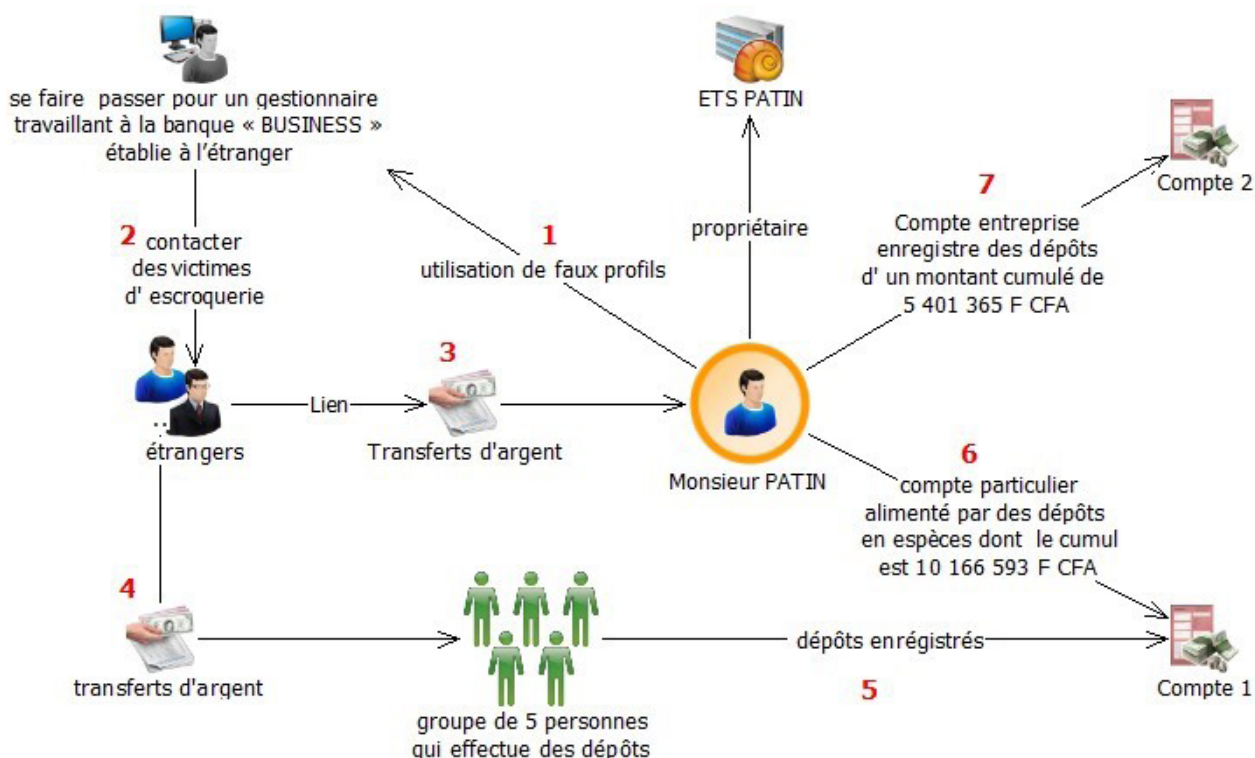 se faire passer pour un gestionnaire
travaillant à la banque « BUSINESS »
établie à l'étranger
ETS PATIN
Compte 2
2
contacter
des victimes
d' escroquerie
1
utilisation de faux profils
propriétaire
7
Compte entreprise
enregistre des dépôts
d' un montant cumulé de
5 401 365 F CFA
3
Lien
..
étrangers
Transferts d'argent
Monsieur PATIN
6
compte particulier
alimenté par des dépôts
en espèces dont le cumul
est 10 166 593 F CFA
4
transferts d'argent
groupe de 5 personnes
qui effectue des dépôts
dépôts enrégistrés
5
Compte 1